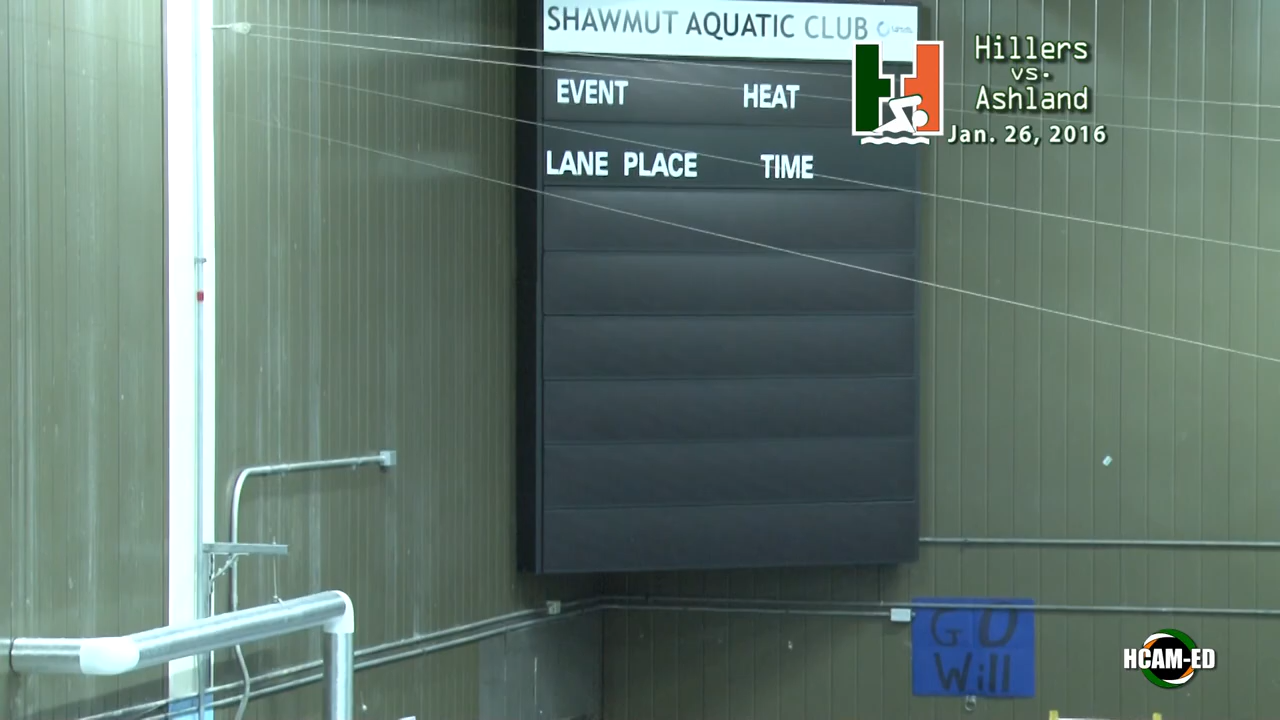 SHAWMUT AQUATIC CLUB
EVENT HEAT
LANE PLACE TIME
Hillers
vs.
Ashland
Jan. 26, 2016
GO
Will
HCAM-ED